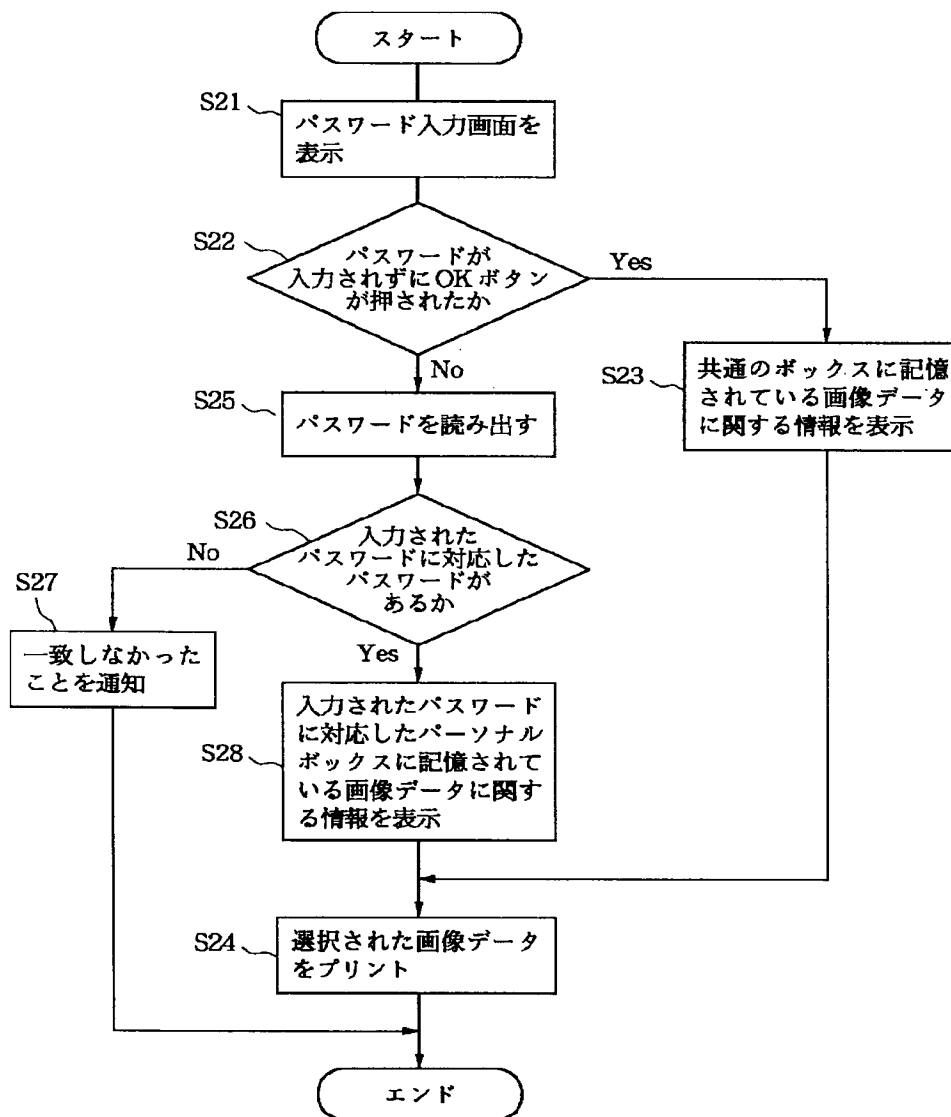 スタート
S21
パスワード入力画面を
表示
S22
パスワードが
入力されずにOKボタン
が押されたか
Yes
No
S23
共通のボックスに記憶
されている画像データ
に関する情報を表示
S25
パスワードを読み出す
S26
入力された
パスワードに対応した
パスワードが
あるか
No
Yes
S27
一致しなかった
ことを通知
S28
入力されたパスワード
に対応したパーソナル
ボックスに記憶されて
いる画像データに関す
る情報を表示
S24
選択された画像データ
をプリント
エンド